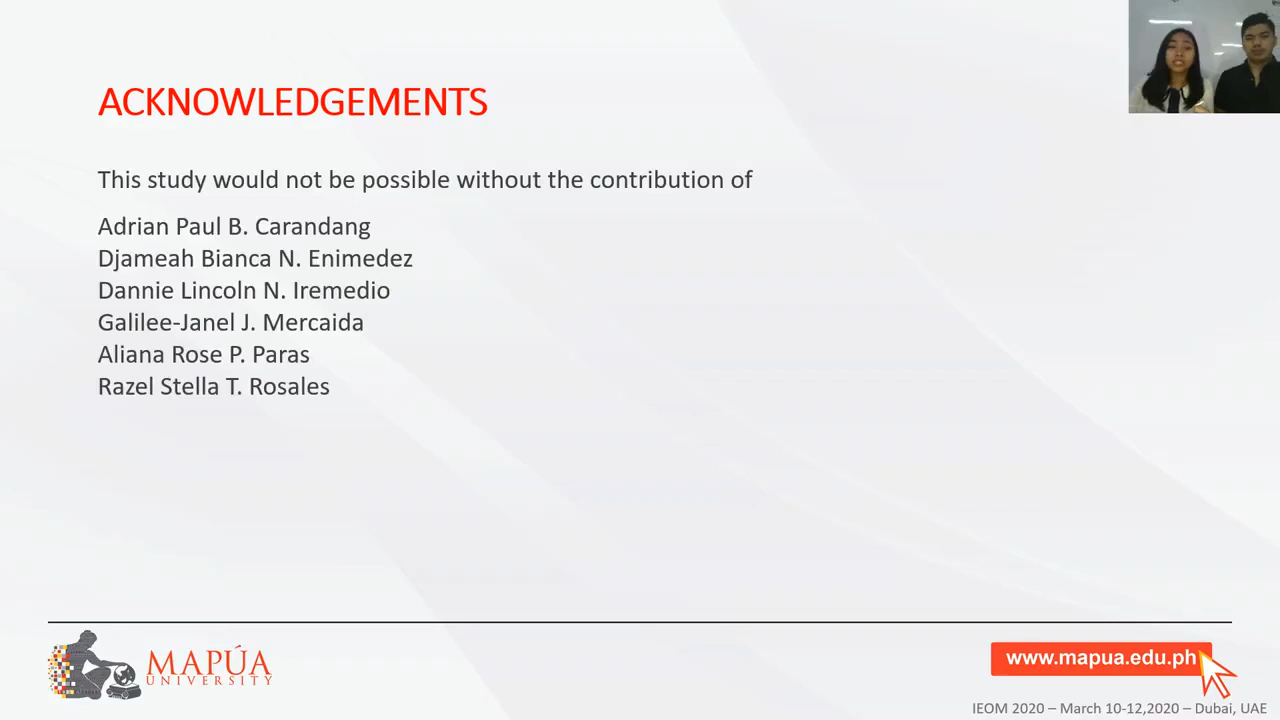 ACKNOWLEDGEMENTS
This study would not be possible without the contribution of
Adrian Paul B. Carandang
Djameah Bianca N. Enimedez
Dannie Lincoln N. Iremedio
Galilee-Janel J. Mercaida
Aliana Rose P. Paras
Razel Stella T. Rosales
MAPÚA
UNIVERSITY
www.mapua.edu.ph
IEOM 2020 – March 10-12,2020 – Dubai, UAE